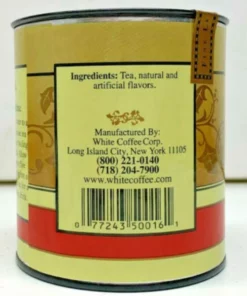 Ingredients: Tea, natural and
artificial flavors.
Manufactured By:
White Coffee Corp.
Long Island City, New York 11105
(800) 221-0140
(718) 204-7900
www.whitecoffee.com
0 77243 50016 1